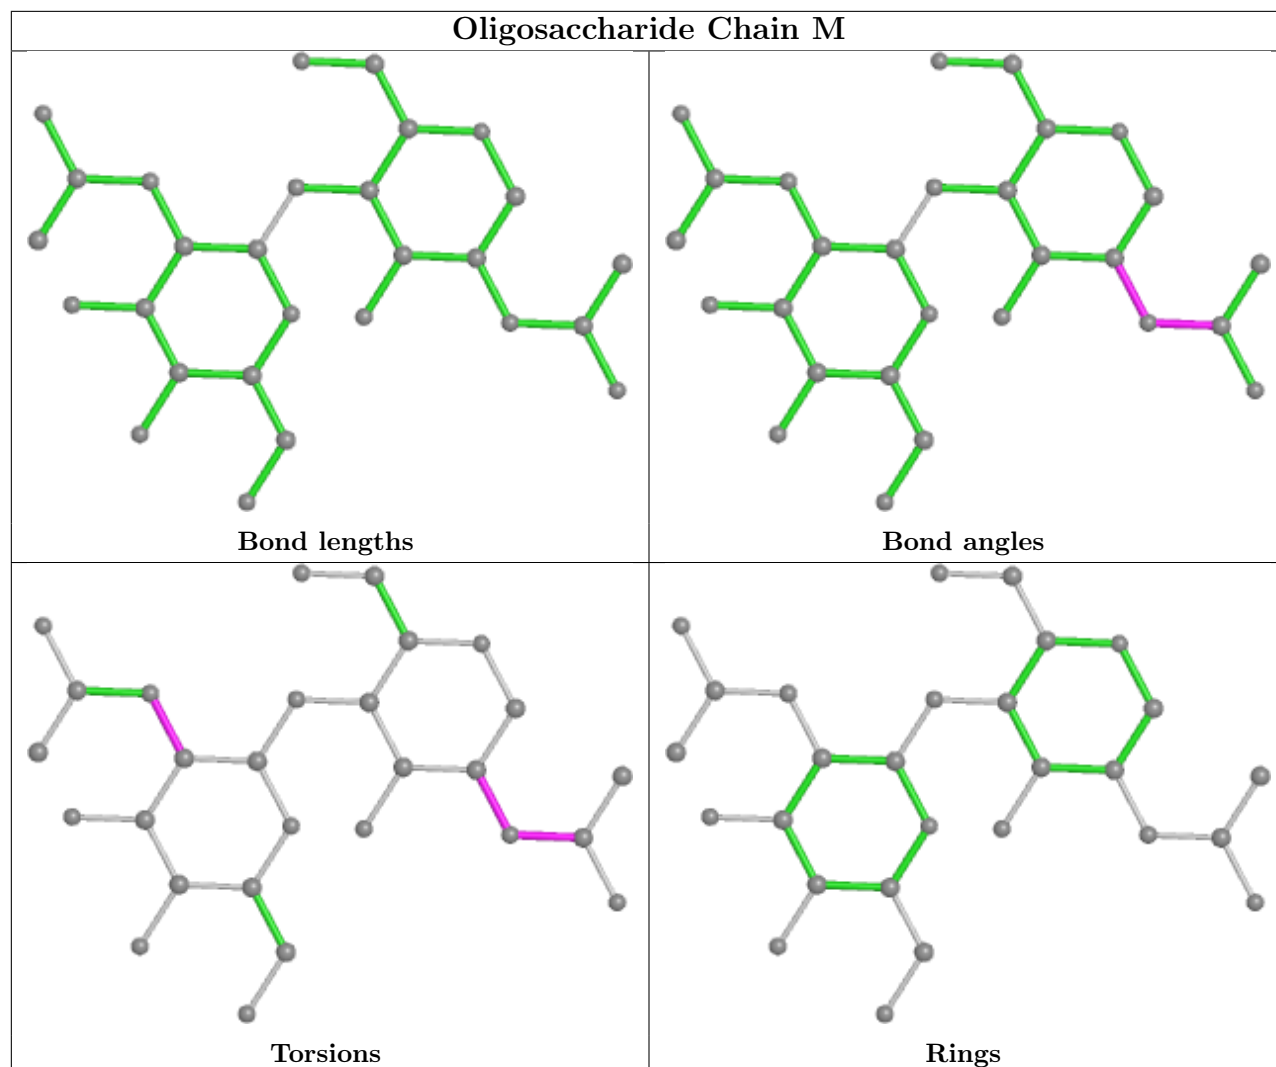 Oligosaccharide Chain M
Bond lengths
Bond angles
Torsions
Rings